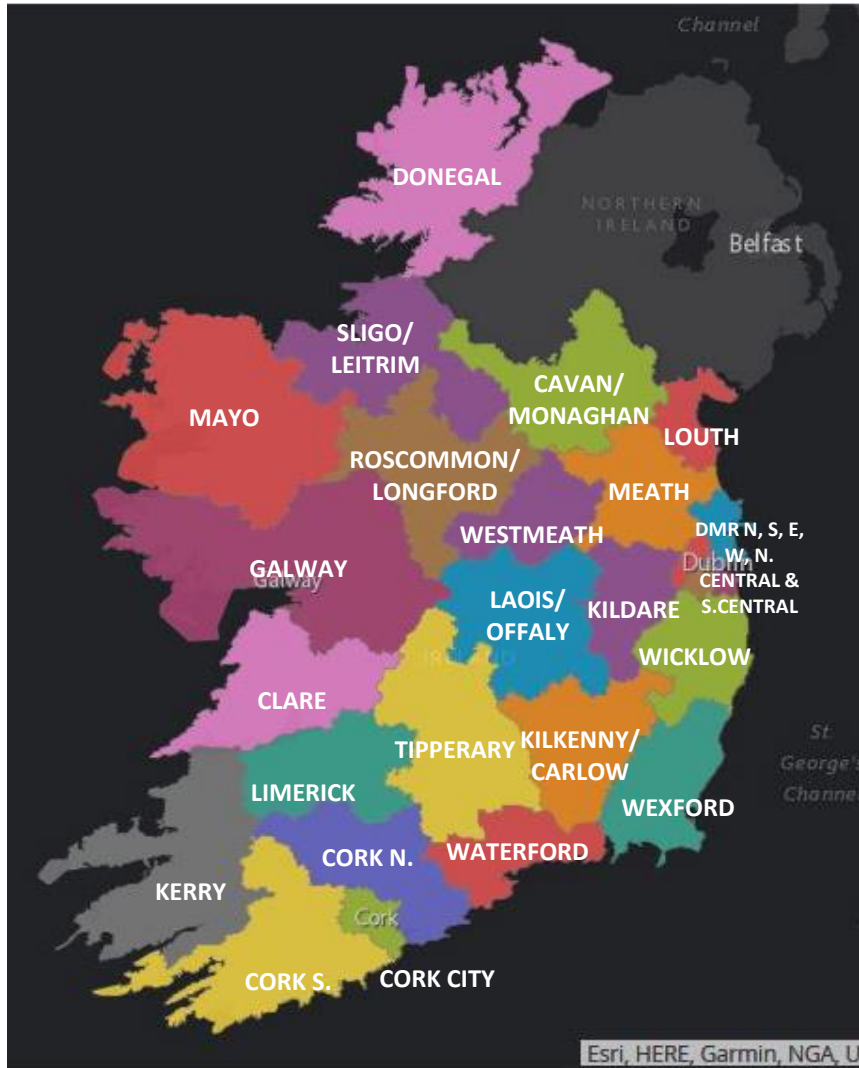 Channel
DONEGAL
NORTHERN
IRELAND
Belfast
SLIGO/
LEITRIM
CAVAN/
MONAGHAN
MAYO
LOUTH
ROSCOMMON/
LONGFORD
MEATH
WESTMEATH
DMR N, S, E,
W, N.
Dublin
CENTRAL &
S.CENTRAL
GALWAY
Galway
LAOIS/
OFFALY
KILDARE
IRELAND
WICKLOW
CLARE
TIPPERARY
KILKENNY/
CARLOW
St.
George's
Channel
LIMERICK
WEXFORD
CORK N.
WATERFORD
KERRY
Cork
CORK S.
CORK CITY
Esri, HERE, Garmin, NGA, U